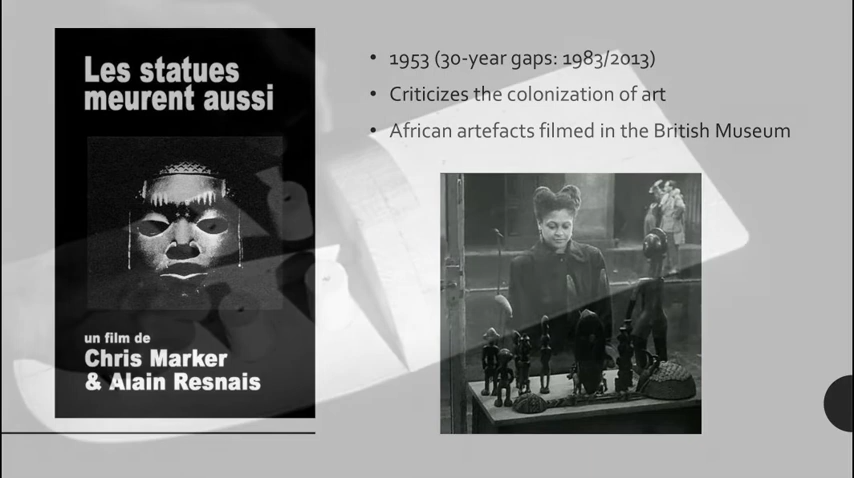 Les statues
meurent aussi
un film de
Chris Marker
& Alain Resnais
• 1953 (30-year gaps: 1983/2013)
• Criticizes the colonization of art
• African artefacts filmed in the British Museum